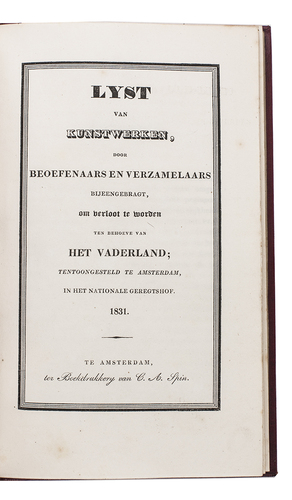 LYST
VAN
KUNSTWERKEN,
DOOR
BEOEFENAARS EN VERZAMELAARS
BIJEENGEBRAGT,
om verloot te worden
TEN BEHOEVE VAN
HET VADERLAND;
TENTOONGESTELD TE AMSTERDAM,
IN HET NATIONALE GEREGTSHOF.
1831.
TE AMSTERDAM,
ter Boekdrukkery van C. A. Spin.